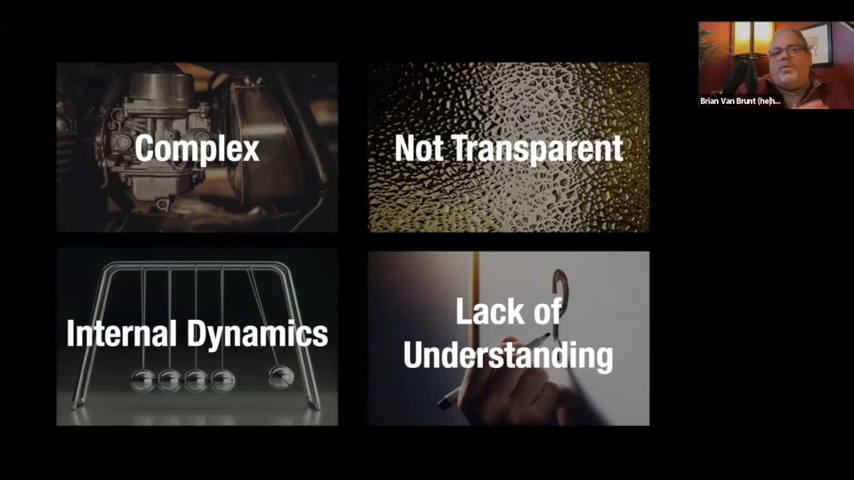 Complex
Not Transparent
Brian Van Brunt (he/h...
Internal Dynamics
Lack of
Understanding